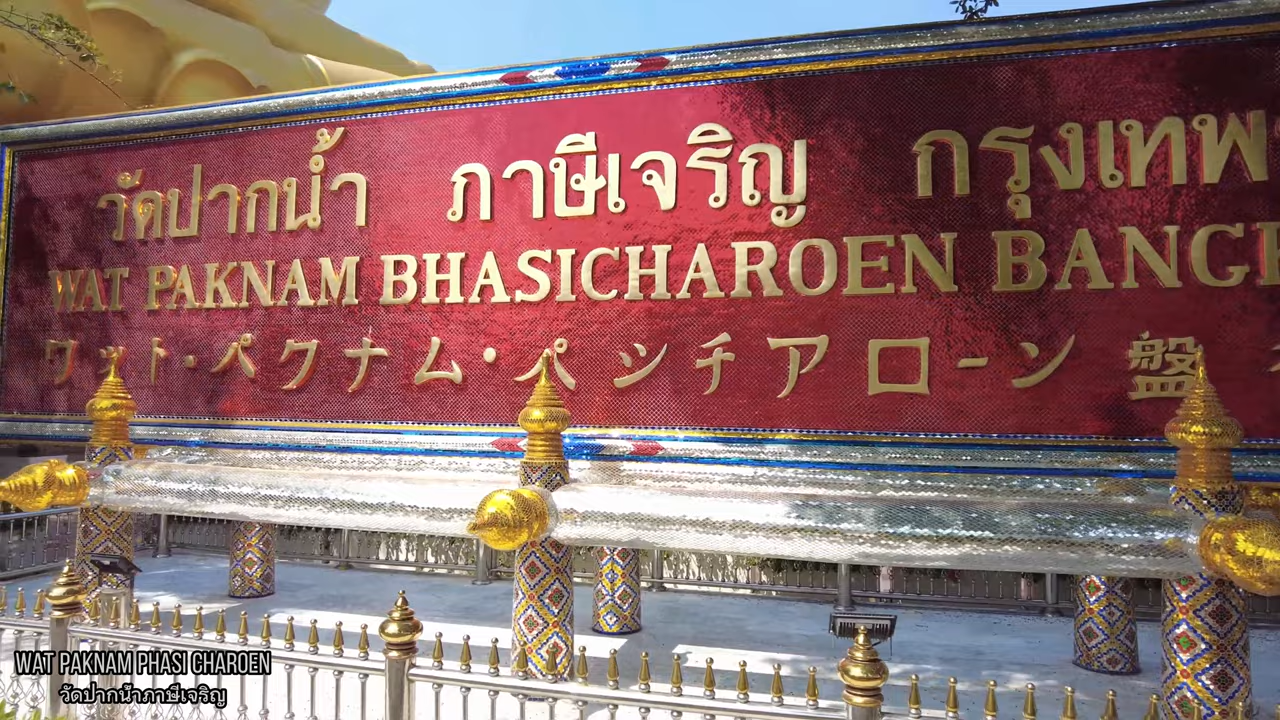 วัดปากน้ำ ภาษีเจริญ กรุงเทพ
WAT PAKNAM BHASICHAROEN BANG
ワット・パクナム・パシチアローン 盤
WAT PAKNAM PHASI CHAROEN
วัดปากน้ำภาษีเจริญ